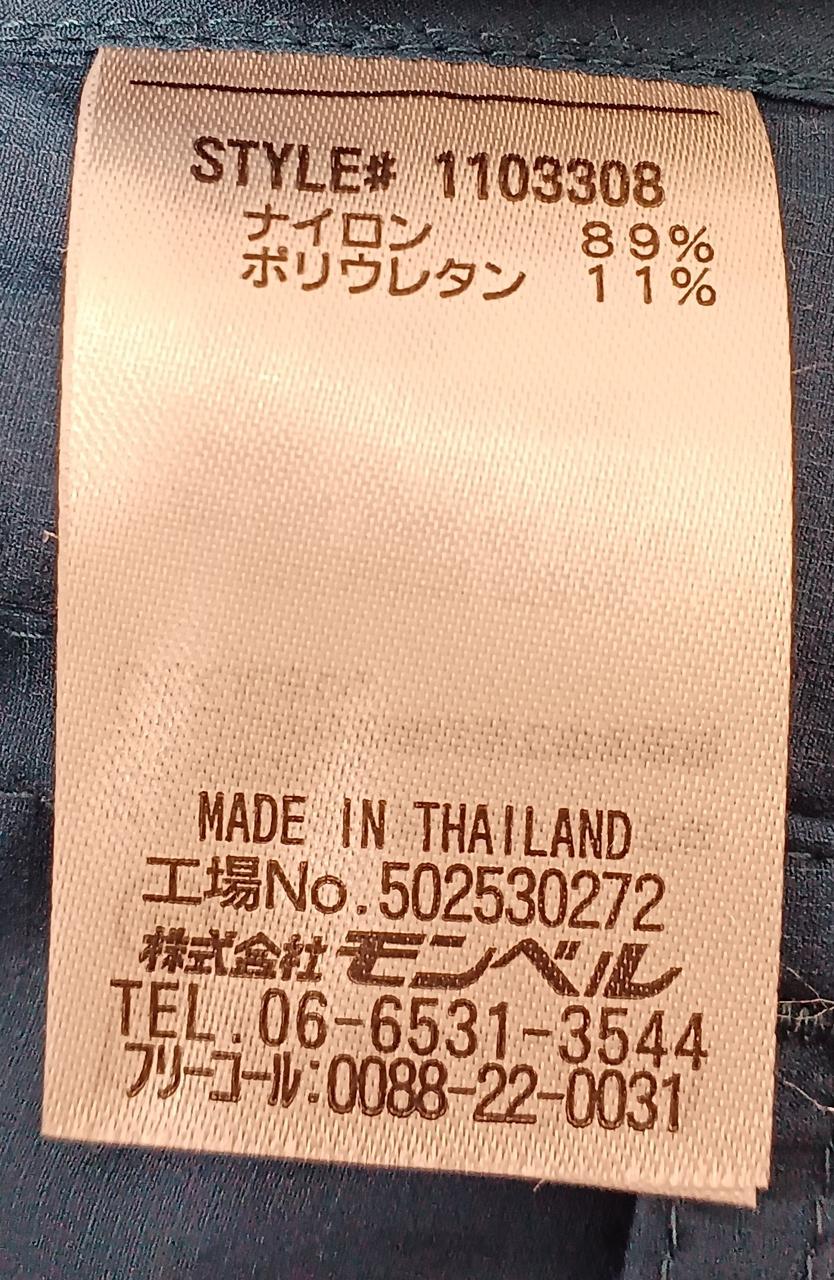 STYLE# 1103308
ナイロン 89%
ポリウレタン 11%
MADE IN THAILAND
工場No.502530272
株式会社モンベル
TEL.06-6531-3544
フリーコール:0088-22-0031